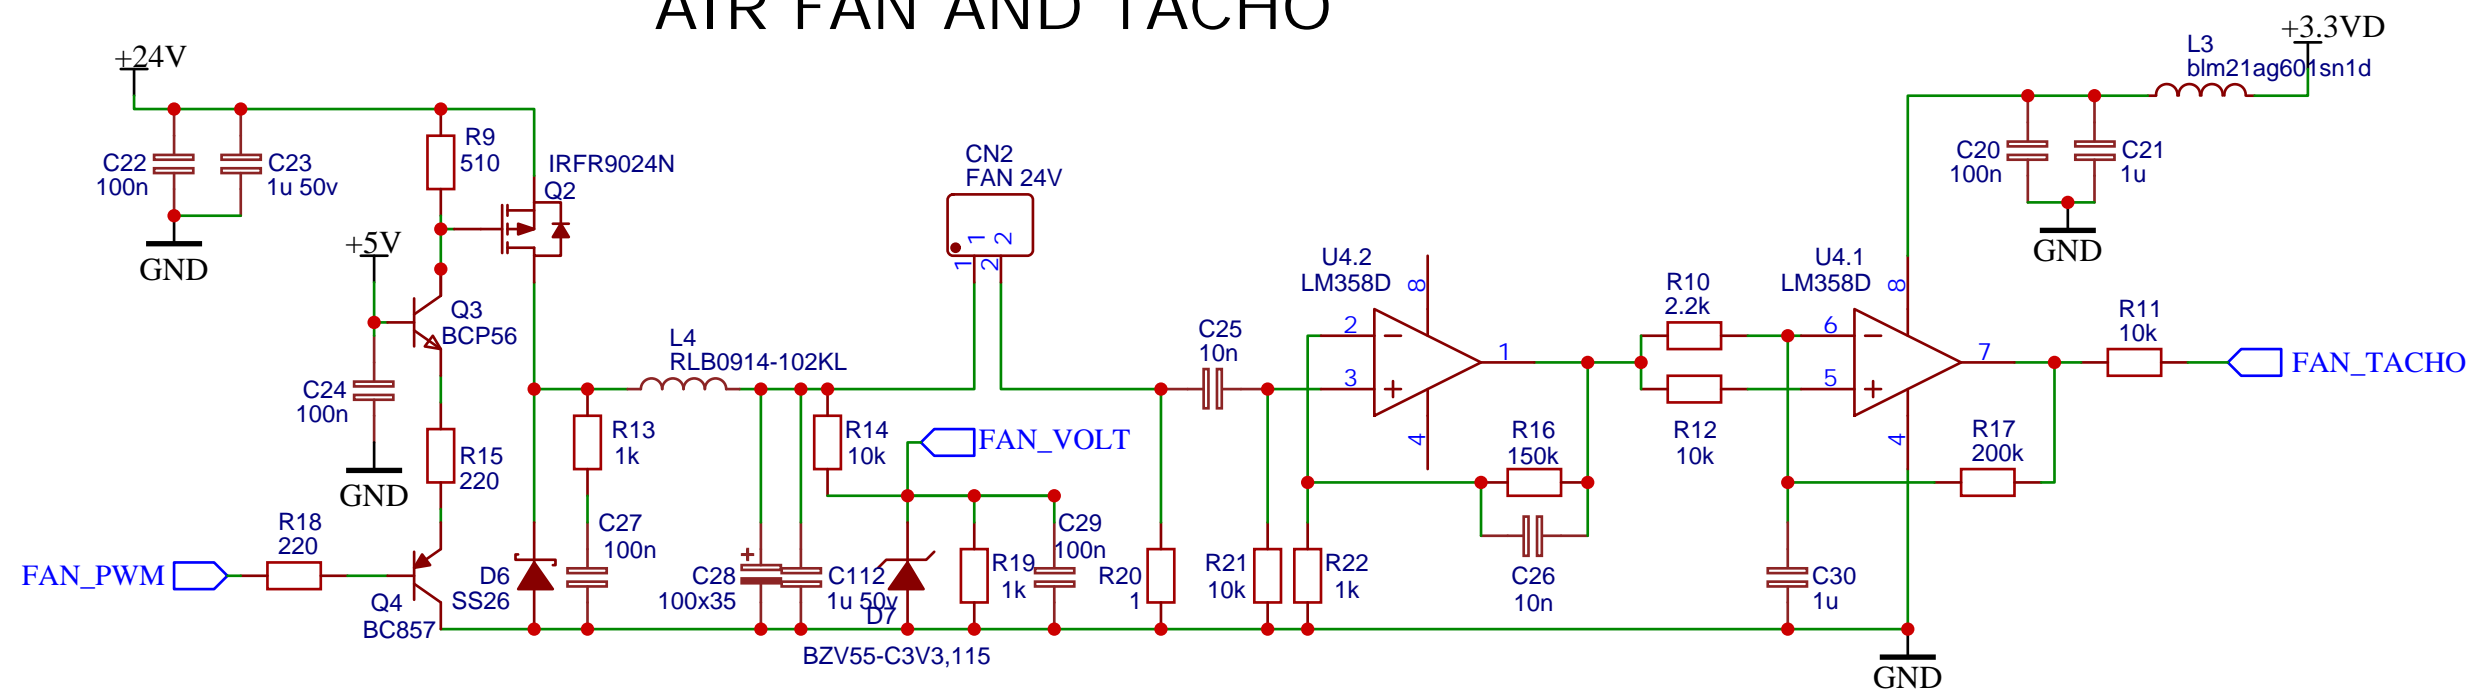 AIR FAN AND TACHO
+24V
C22
100n
C23
1u 50v
GND
R9
510
IRFR9024N
Q2
+5V
Q3
BCP56
C24
100n
GND
R15
220
R18
220
FAN_PWM
Q4
BC857
D6
SS26
R13
1k
C27
100n
L4
RLB0914-102KL
C28
100x35
+
C112
1u 50v
R14
10k
FAN_VOLT
D7
BZV55-C3V3,115
R19
1k
C29
100n
CN2
FAN 24V
1
2
1
2
R20
1
C25
10n
R21
10k
R22
1k
U4.2
LM358D
8
2
3
1
4
R16
150k
C26
10n
R10
2.2k
R12
10k
U4.1
LM358D
8
6
5
7
4
R17
200k
C30
1u
GND
R11
10k
FAN_TACHO
C20
100n
C21
1u
GND
L3
blm21ag601sn1d
+3.3VD